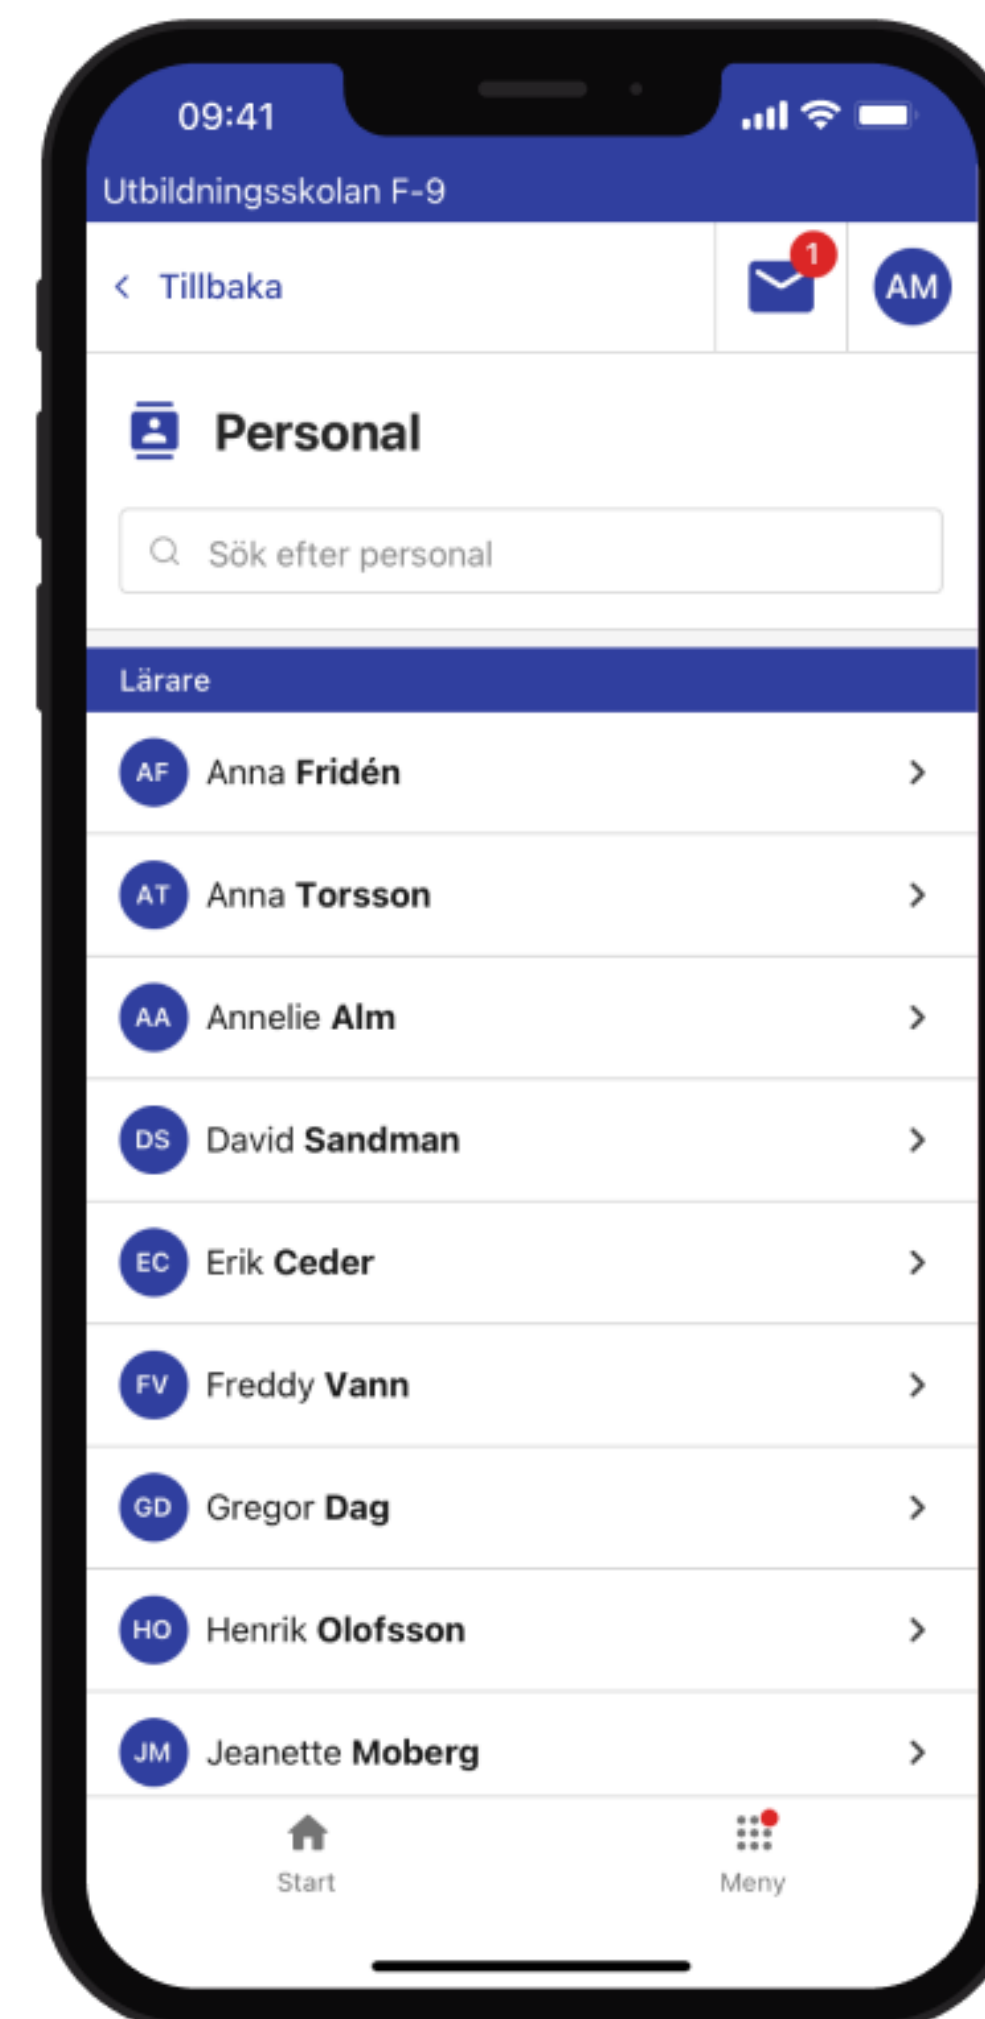 09:41
Utbildningsskolan F-9
Tillbaka
1
AM
Personal
Sök efter personal
Lärare
AF Anna Fridén
AT Anna Torsson
AA Annelie Alm
DS David Sandman
EC Erik Ceder
FV Freddy Vann
GD Gregor Dag
HO Henrik Olofsson
JM Jeanette Moberg
Start Meny